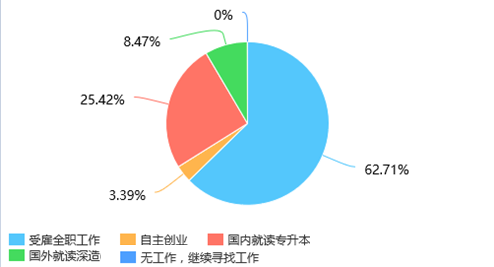 0%
8.47%
25.42%
3.39%
62.71%
受雇全职工作 自主创业 国内就读专升本
国外就读深造 无工作，继续寻找工作